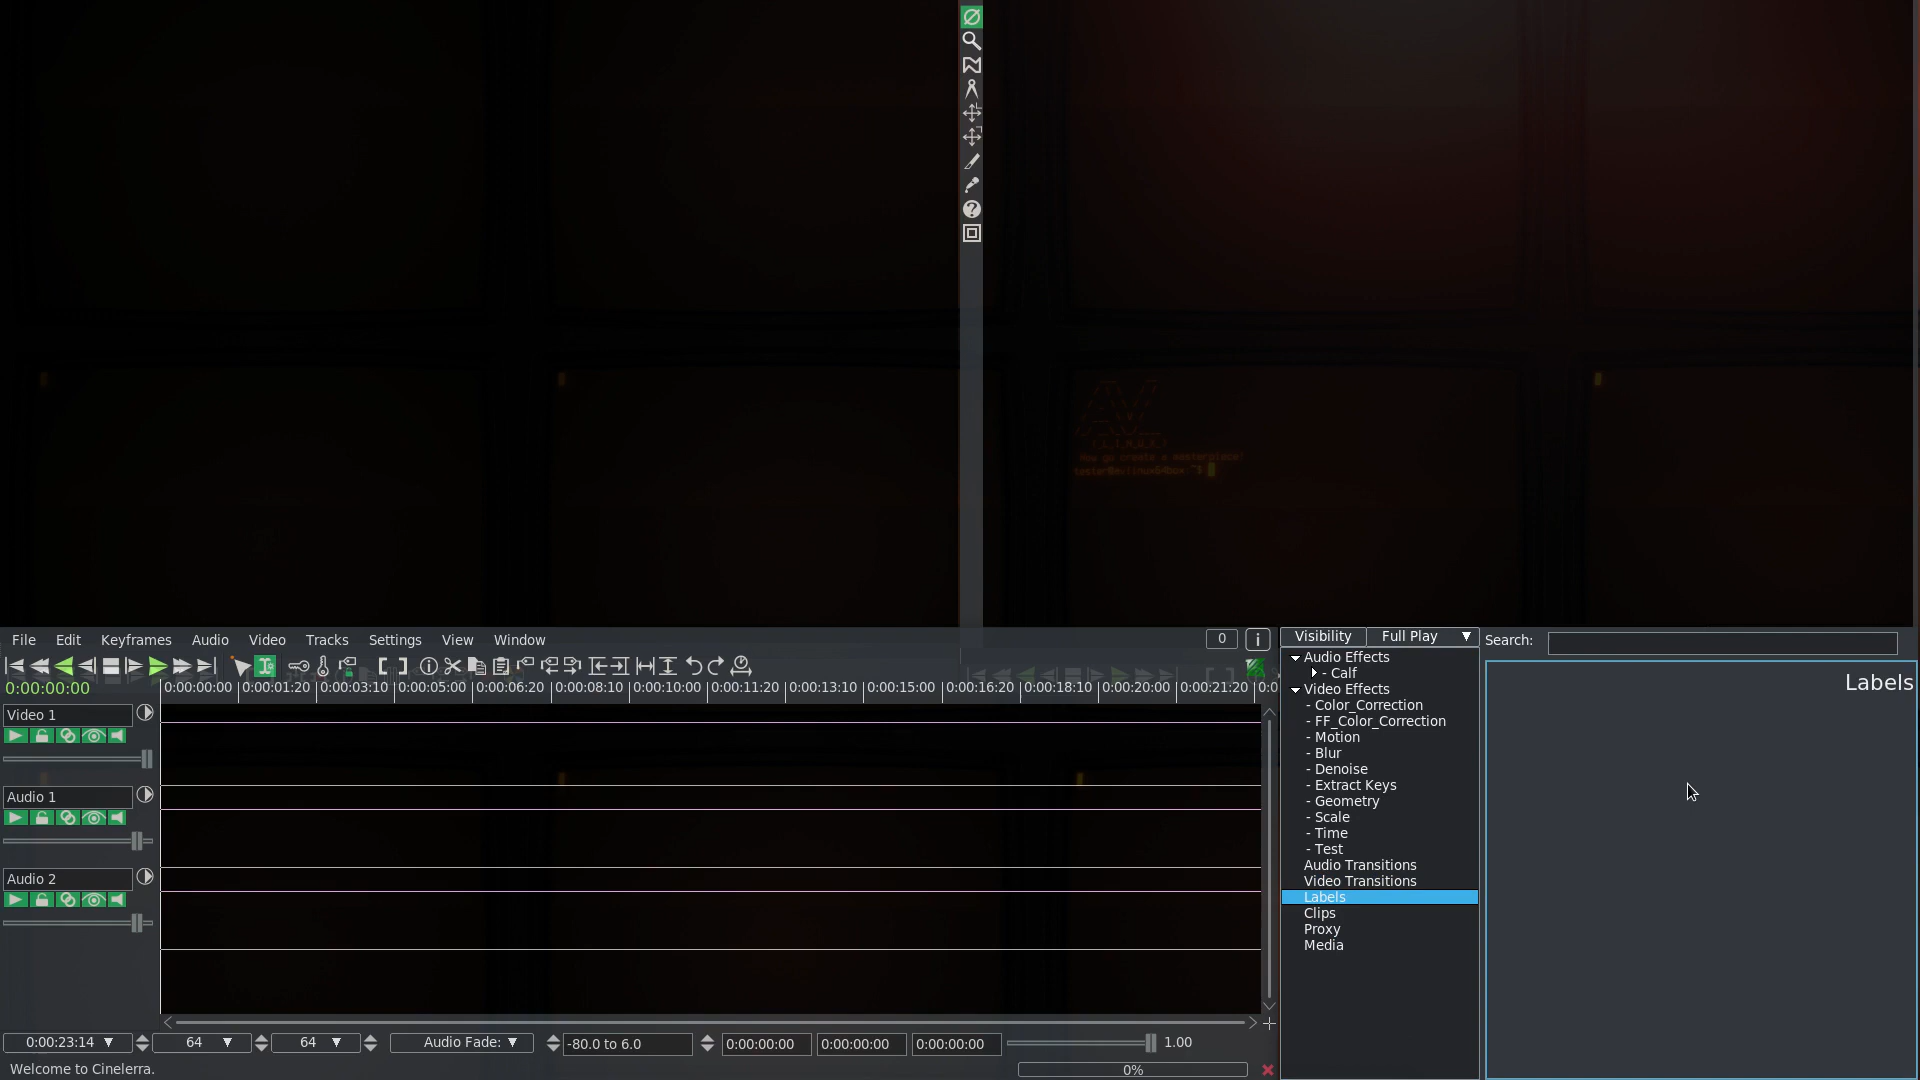 Now go create a masterpiece!
File Edit Keyframes Audio Video Tracks Settings View Window 0 i
0:00:00:00
0:00:00:00 0:00:01:20 0:00:03:10 0:00:05:00 0:00:06:20 0:00:08:10 0:00:10:00 0:00:11:20 0:00:13:10 0:00:15:00 0:00:16:20 0:00:18:10 0:00:20:00 0:00:21:20 0:0
Video 1
Audio 1
Audio 2
0:00:23:14 64 64 Audio Fade: -80.0 to 6.0 0:00:00:00 0:00:00:00 0:00:00:00 1.00
Welcome to Cinelerra. 0%
Visibility Full Play Search:
Audio Effects
- Calf
Video Effects
- Color_Correction
- FF_Color_Correction
- Motion
- Blur
- Denoise
- Extract Keys
- Geometry
- Scale
- Time
- Test
Audio Transitions
Video Transitions
Labels
Clips
Proxy
Media
Labels